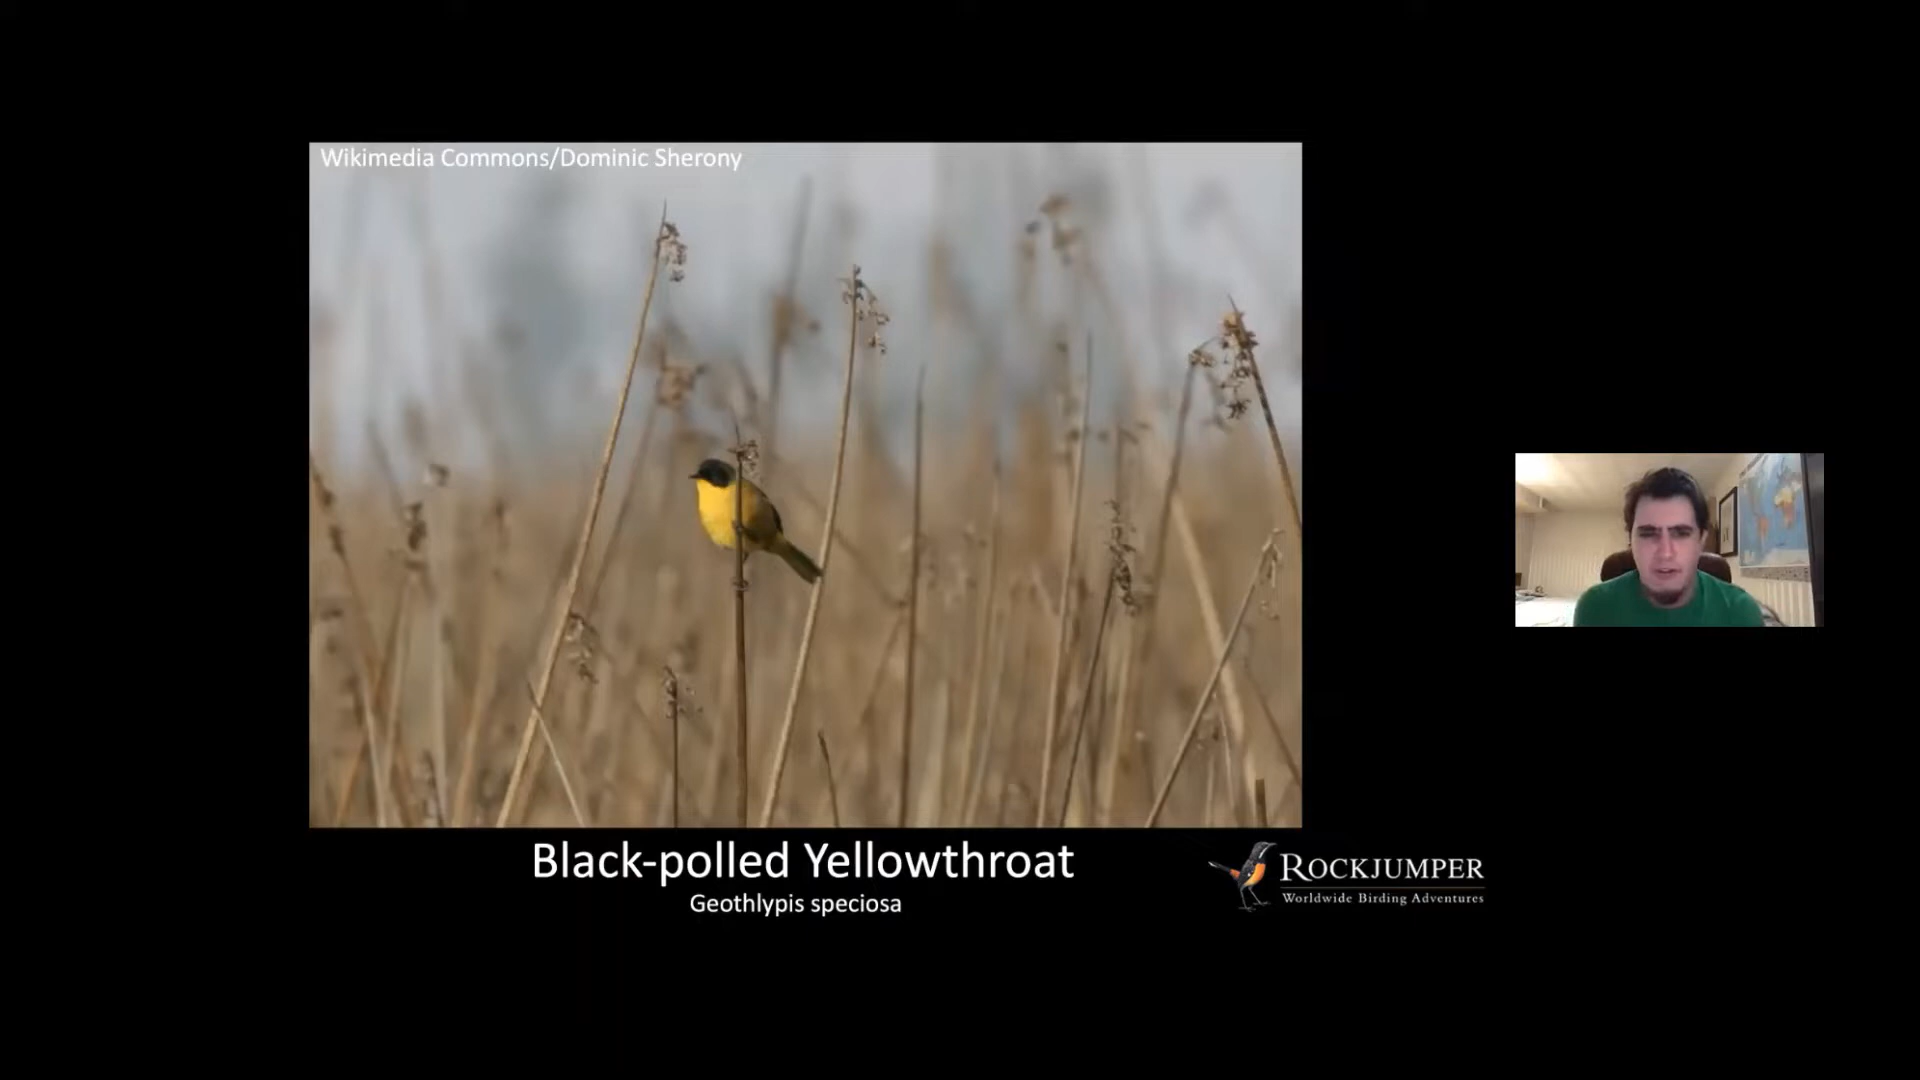 Wikimedia Commons/Dominic Sherony
Black-polled Yellowthroat
Geothlypis speciosa
ROCKJUMPER
Worldwide Birding Adventures